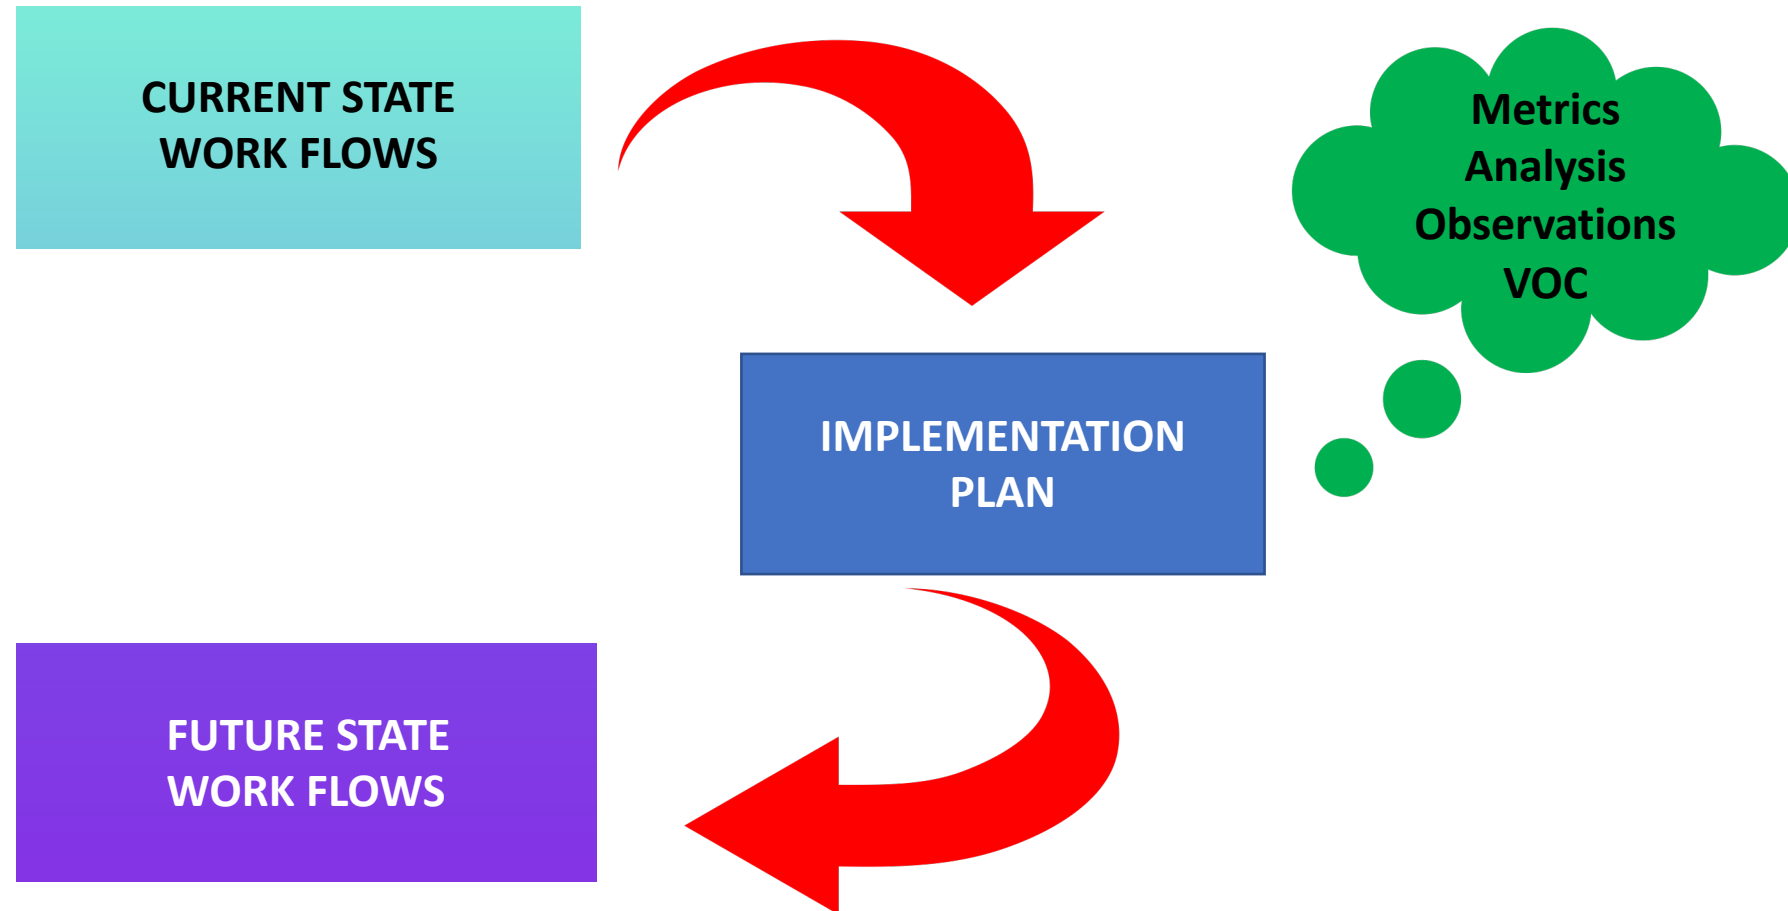 CURRENT STATE
WORK FLOWS
Metrics
Analysis
Observations
VOC
IMPLEMENTATION
PLAN
FUTURE STATE
WORK FLOWS